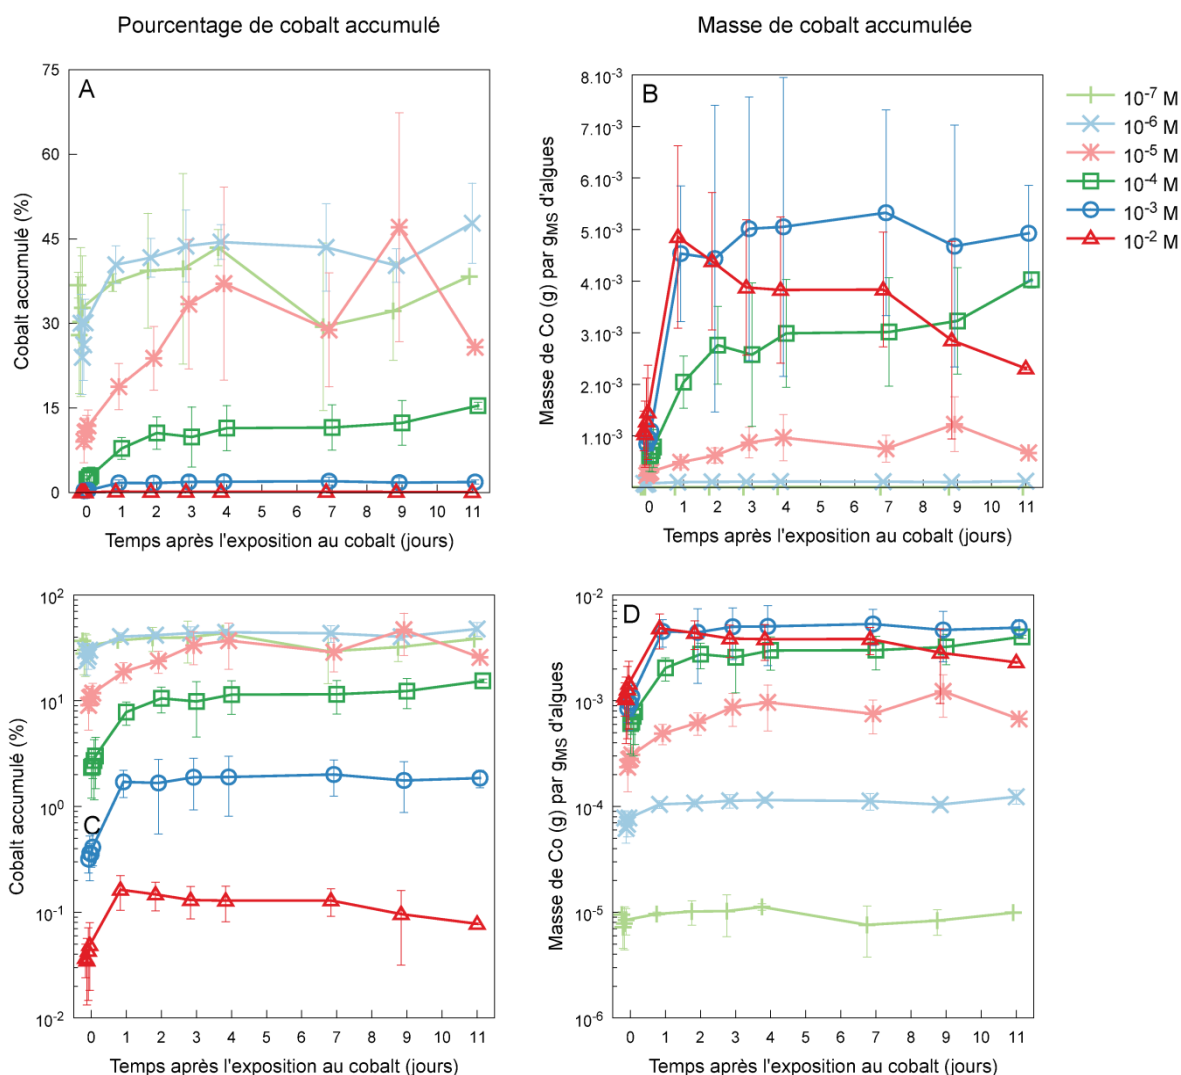 Pourcentage de cobalt accumulé
Masse de cobalt accumulée
A
75
60
45
30
15
0
Cobalt accumulé (%)
0 1 2 3 4 5 6 7 8 9 10 11
Temps après l'exposition au cobalt (jours)
B
8.10⁻³
7.10⁻³
6.10⁻³
5.10⁻³
4.10⁻³
3.10⁻³
2.10⁻³
1.10⁻³
Masse de Co (g) par gMS d'algues
0 1 2 3 4 5 6 7 8 9 10 11
Temps après l'exposition au cobalt (jours)
10⁻⁷ M
10⁻⁶ M
10⁻⁵ M
10⁻⁴ M
10⁻³ M
10⁻² M
C
10²
10¹
10⁰
10⁻¹
10⁻²
Cobalt accumulé (%)
0 1 2 3 4 5 6 7 8 9 10 11
Temps après l'exposition au cobalt (jours)
D
10⁻²
10⁻³
10⁻⁴
10⁻⁵
10⁻⁶
Masse de Co (g) par gMS d'algues
0 1 2 3 4 5 6 7 8 9 10 11
Temps après l'exposition au cobalt (jours)